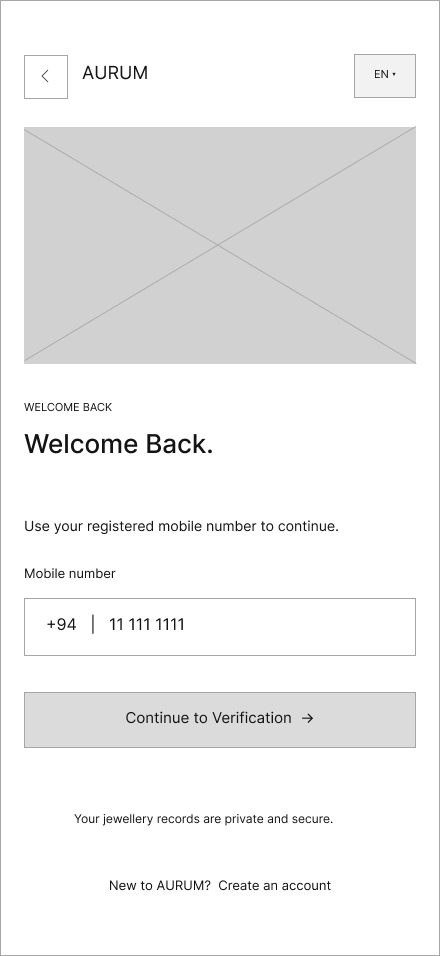 AURUM
EN ▾
WELCOME BACK
Welcome Back.
Use your registered mobile number to continue.
Mobile number
+94 | 11 111 1111
Continue to Verification →
Your jewellery records are private and secure.
New to AURUM? Create an account